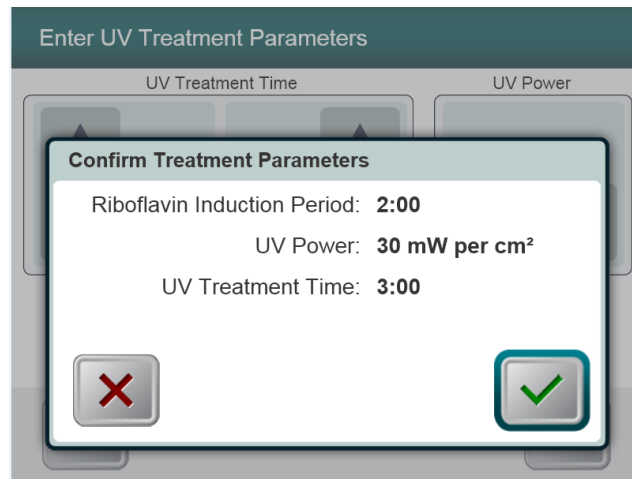 Enter UV Treatment Parameters
UV Treatment Time
UV Power
Confirm Treatment Parameters
Riboflavin Induction Period: 2:00
UV Power: 30 mW per cm²
UV Treatment Time: 3:00